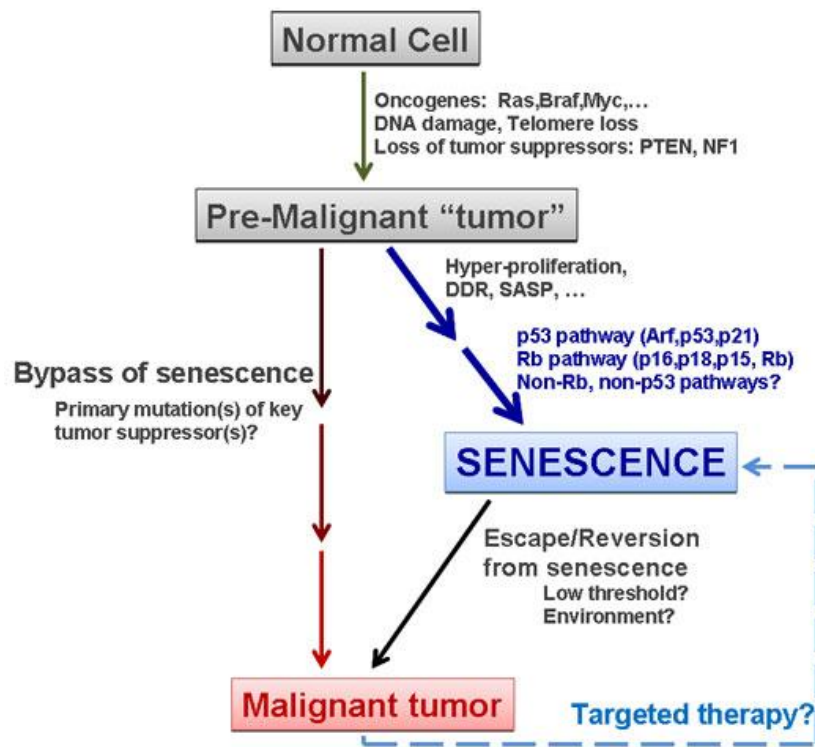 Normal Cell
Oncogenes: Ras,Braf,Myc,...
DNA damage, Telomere loss
Loss of tumor suppressors: PTEN, NF1
Pre-Malignant “tumor”
Hyper-proliferation,
DDR, SASP, ...
p53 pathway (Arf,p53,p21)
Rb pathway (p16,p18,p15, Rb)
Non-Rb, non-p53 pathways?
Bypass of senescence
Primary mutation(s) of key
tumor suppressor(s)?
SENESCENCE
Escape/Reversion
from senescence
Low threshold?
Environment?
Malignant tumor
Targeted therapy?